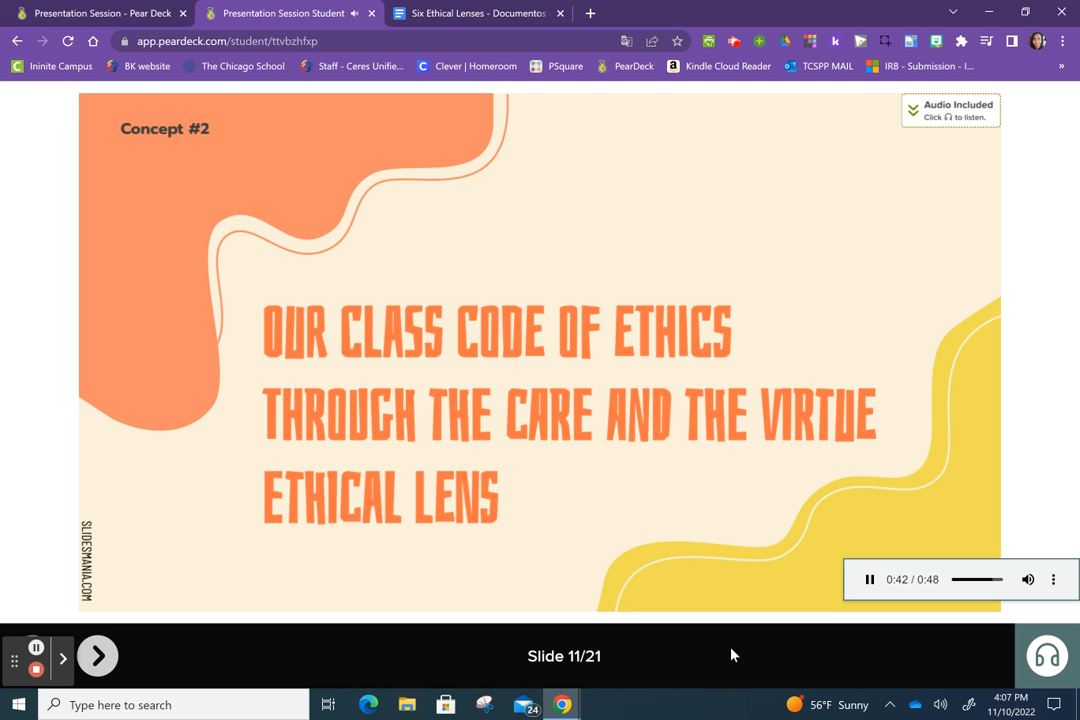 Presentation Session - Pear Deck
Presentation Session Student
Six Ethical Lenses - Documentos
app.peardeck.com/student/ttvbzhfxp
Ininite Campus
BK website
The Chicago School
Staff - Ceres Unifie...
Clever | Homeroom
PSquare
PearDeck
Kindle Cloud Reader
TCSPP MAIL
IRB - Submission - I...
»
Concept #2
Audio Included
Click to listen.
OUR CLASS CODE OF ETHICS
THROUGH THE CARE AND THE VIRTUE
ETHICAL LENS
SLIDESMANIA.COM
0:42 / 0:48
Slide 11/21
Type here to search
24
56°F Sunny
4:07 PM
11/10/2022